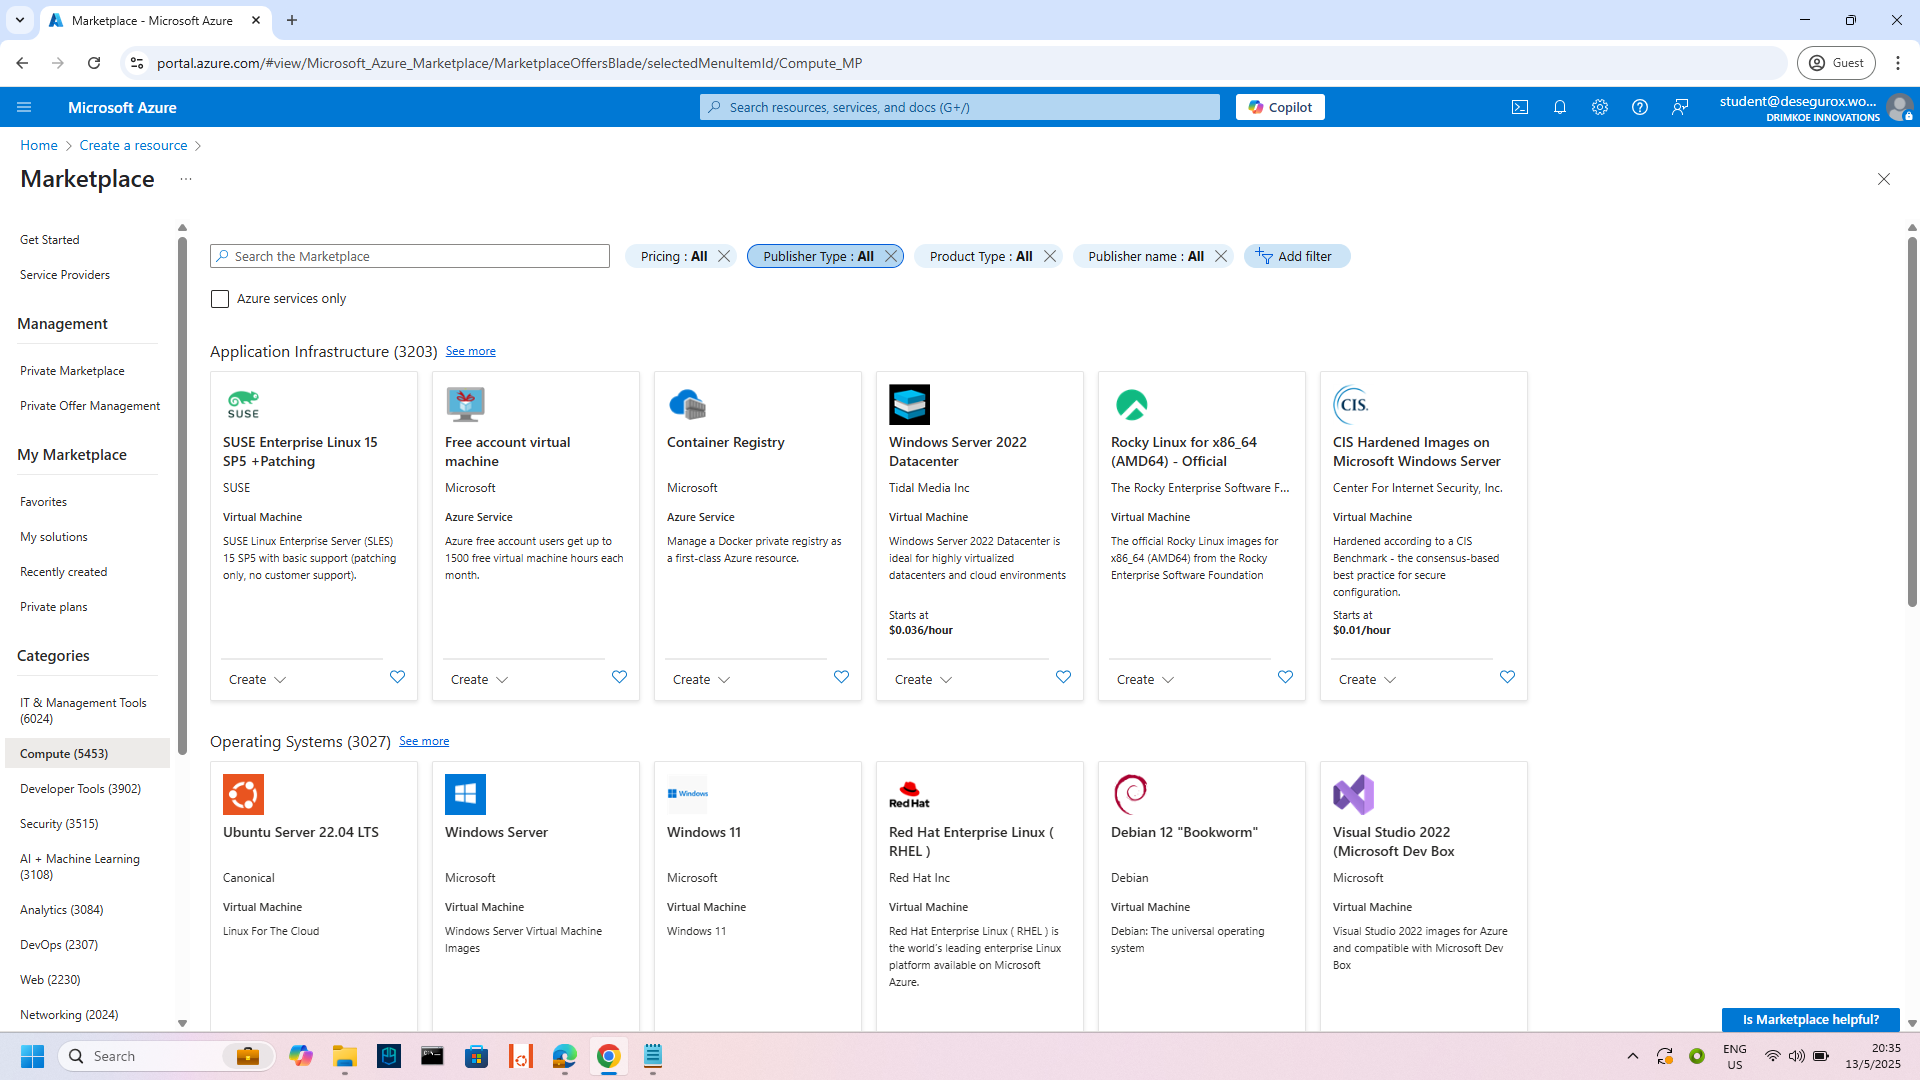 Marketplace - Microsoft Azure
portal.azure.com/#view/Microsoft_Azure_Marketplace/MarketplaceOffersBlade/selectedMenuItemId/Compute_MP
Guest
Microsoft Azure
Search resources, services, and docs (G+/)
Copilot
student@desegurox.wo...
DRIMKOE INNOVATIONS
Home
Create a resource
Marketplace
...
Get Started
Service Providers
Management
Private Marketplace
Private Offer Management
My Marketplace
Favorites
My solutions
Recently created
Private plans
Categories
IT & Management Tools
(6024)
Compute (5453)
Developer Tools (3902)
Security (3515)
AI + Machine Learning
(3108)
Analytics (3084)
DevOps (2307)
Web (2230)
Networking (2024)
Search the Marketplace
Pricing : All
Publisher Type : All
Product Type : All
Publisher name : All
Add filter
Azure services only
Application Infrastructure (3203) See more
SUSE
SUSE Enterprise Linux 15
SP5 +Patching
SUSE
Virtual Machine
SUSE Linux Enterprise Server (SLES)
15 SP5 with basic support (patching
only, no customer support).
Create
Free account virtual
machine
Microsoft
Azure Service
Azure free account users get up to
1500 free virtual machine hours each
month.
Create
Container Registry
Microsoft
Azure Service
Manage a Docker private registry as
a first-class Azure resource.
Create
Windows Server 2022
Datacenter
Tidal Media Inc
Virtual Machine
Windows Server 2022 Datacenter is
ideal for highly virtualized
datacenters and cloud environments
Starts at
$0.036/hour
Create
Rocky Linux for x86_64
(AMD64) - Official
The Rocky Enterprise Software F...
Virtual Machine
The official Rocky Linux images for
x86_64 (AMD64) from the Rocky
Enterprise Software Foundation
Create
CIS.
CIS Hardened Images on
Microsoft Windows Server
Center For Internet Security, Inc.
Virtual Machine
Hardened according to a CIS
Benchmark - the consensus-based
best practice for secure
configuration.
Starts at
$0.01/hour
Create
Operating Systems (3027) See more
Ubuntu Server 22.04 LTS
Canonical
Virtual Machine
Linux For The Cloud
Windows Server
Microsoft
Virtual Machine
Windows Server Virtual Machine
Images
Windows
Windows 11
Microsoft
Virtual Machine
Windows 11
Red Hat
Red Hat Enterprise Linux (
RHEL )
Red Hat Inc
Virtual Machine
Red Hat Enterprise Linux ( RHEL ) is
the world's leading enterprise Linux
platform available on Microsoft
Azure.
Debian 12 "Bookworm"
Debian
Virtual Machine
Debian: The universal operating
system
Visual Studio 2022
(Microsoft Dev Box
Microsoft
Virtual Machine
Visual Studio 2022 images for Azure
and compatible with Microsoft Dev
Box
Is Marketplace helpful?
Search
ENG
US
20:35
13/5/2025